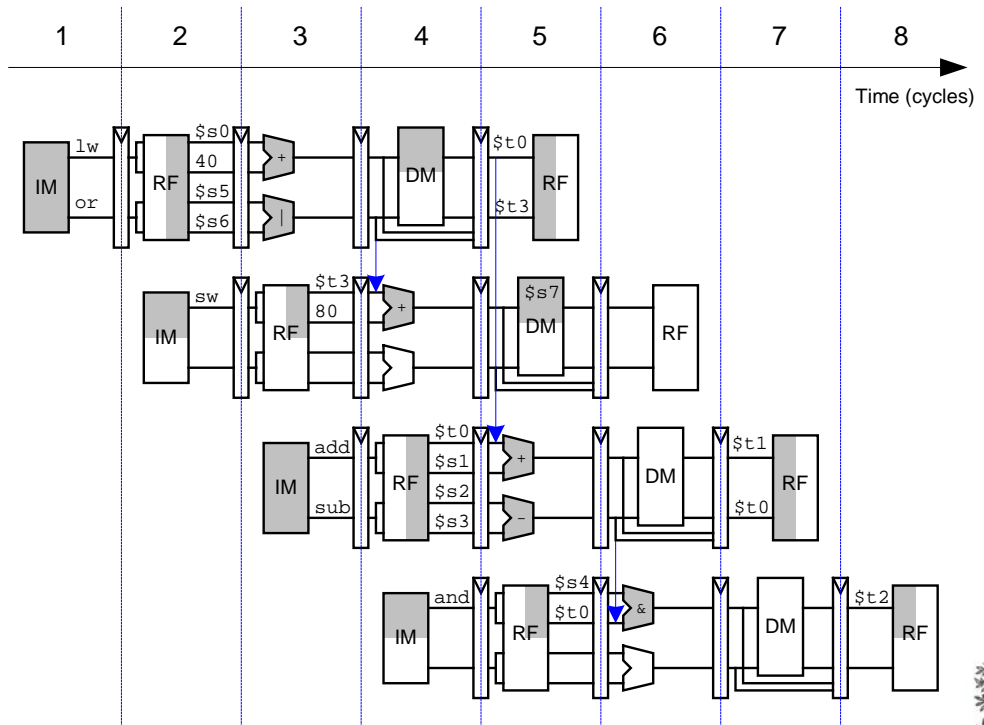 1 2 3 4 5 6 7 8
Time (cycles)
IM
lw
or
RF
$s0
40
$s5
$s6
+
|
DM
$t0
$t3
RF
IM
sw
RF
$t3
80
+
$s7
DM
RF
IM
add
sub
RF
$t0
$s1
$s2
$s3
+
-
DM
$t1
$t0
RF
IM
and
RF
$s4
$t0
&
DM
$t2
RF